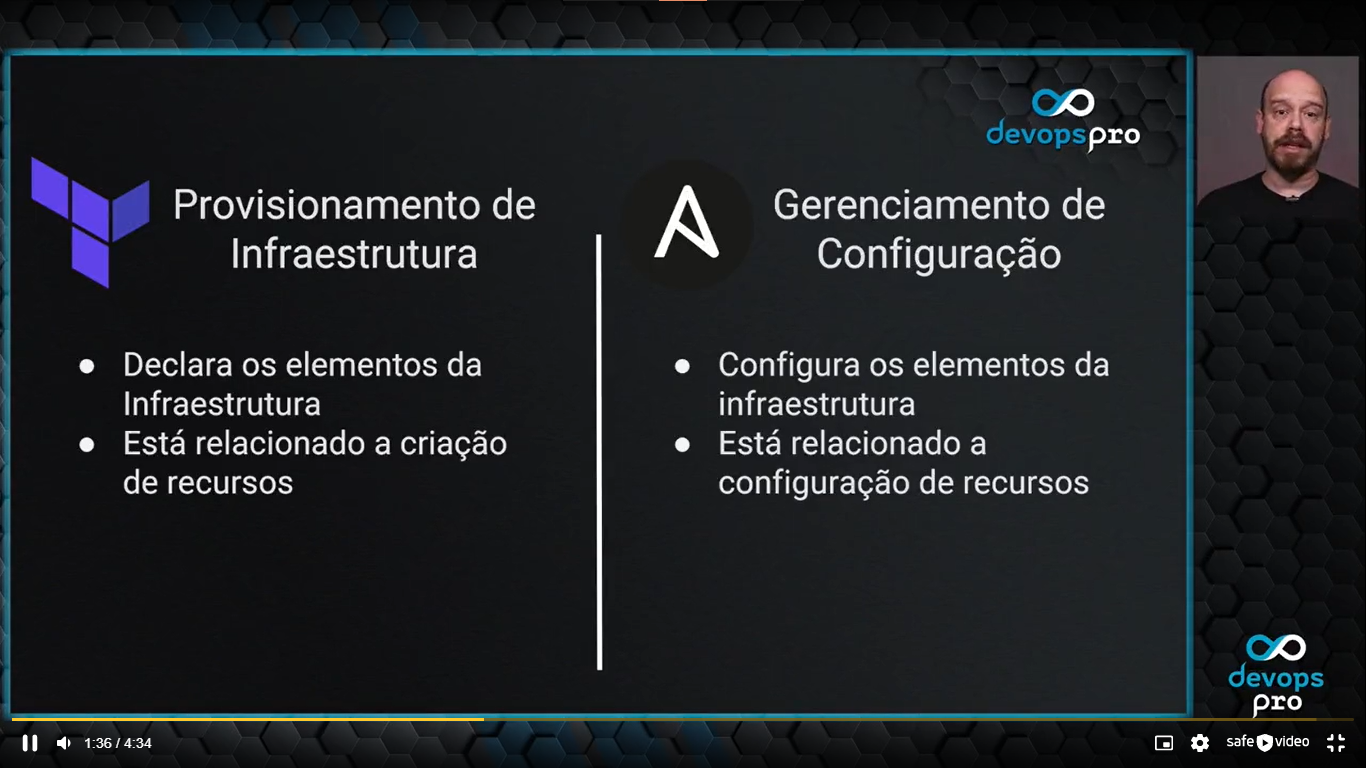 devopspro
Provisionamento de
Infraestrutura
Declara os elementos da
Infraestrutura
Está relacionado a criação
de recursos
Gerenciamento de
Configuração
Configura os elementos da
infraestrutura
Está relacionado a
configuração de recursos
devops
pro
1:36 / 4:34
safe video